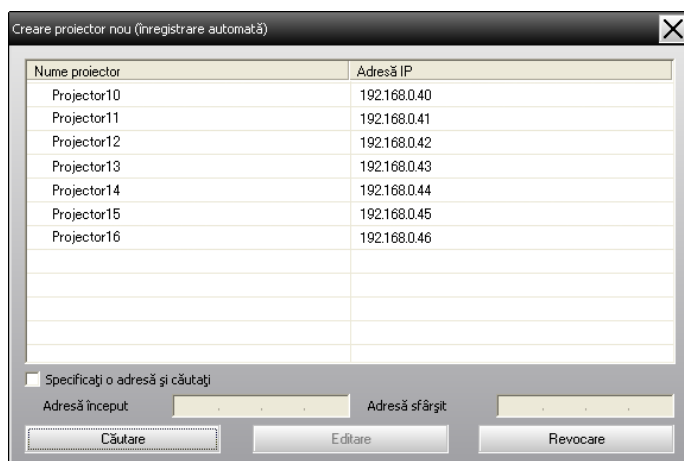 Creare proiector nou (înregistrare automată)
Nume proiector Adresă IP
Projector10 192.168.0.40
Projector11 192.168.0.41
Projector12 192.168.0.42
Projector13 192.168.0.43
Projector14 192.168.0.44
Projector15 192.168.0.45
Projector16 192.168.0.46
Specificaţi o adresă şi căutaţi
Adresă început . . . Adresă sfârşit . . .
Căutare Editare Revocare